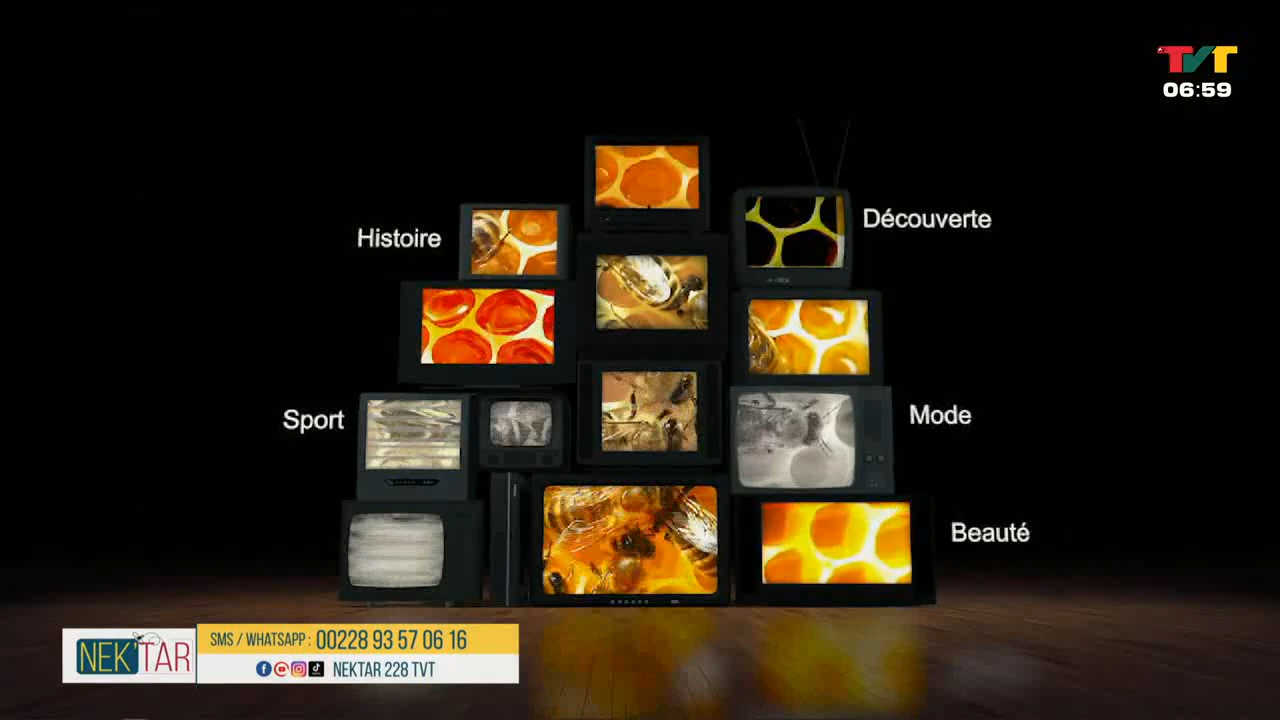 TVT
06:59
Découverte
Histoire
Sport
Mode
Beauté
NEK'TAR
SMS / WHATSAPP : 00228 93 57 06 16
NEKTAR 228 TVT